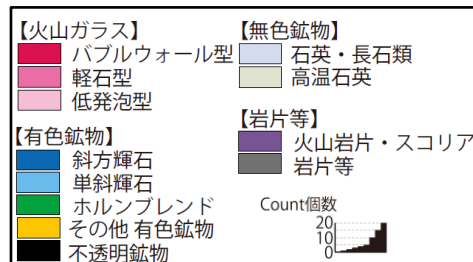 【火山ガラス】
バブルウォール型
軽石型
低発泡型
【有色鉱物】
斜方輝石
単斜輝石
ホルンブレンド
その他 有色鉱物
不透明鉱物
【無色鉱物】
石英・長石類
高温石英
【岩片等】
火山岩片・スコリア
岩片等
Count個数
20
10
0